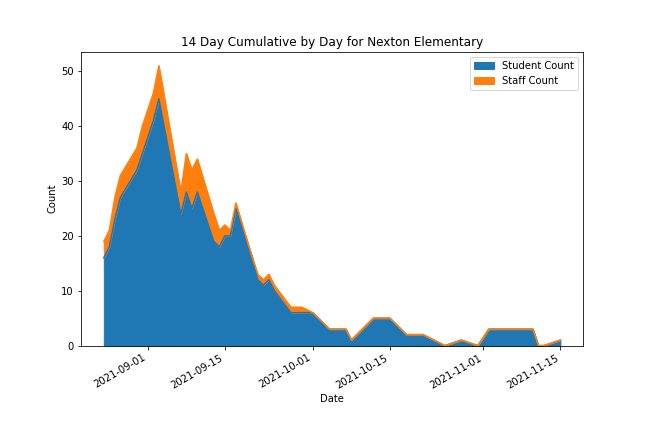 14 Day Cumulative by Day for Nexton Elementary
Student Count
Staff Count
Count
50
40
30
20
10
0
2021-09-01
2021-09-15
2021-10-01
2021-10-15
2021-11-01
2021-11-15
Date